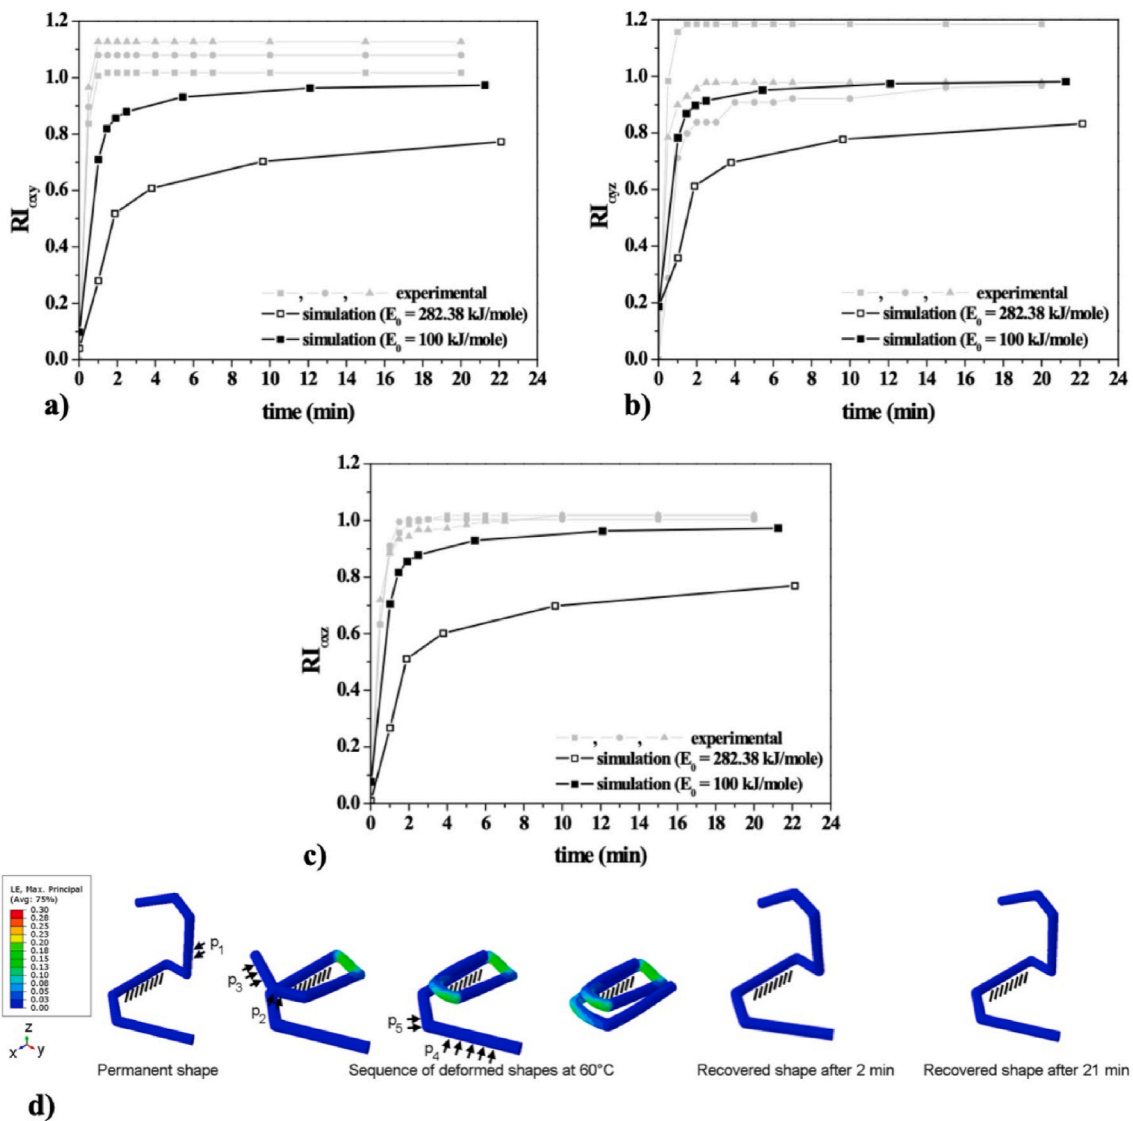 1.2
1.0
0.8
0.6
0.4
0.2
0.0
RIαxy
0 2 4 6 8 10 12 14 16 18 20 22 24
time (min)
, , experimental
simulation (E0 = 282.38 kJ/mole)
simulation (E0 = 100 kJ/mole)
a)
1.2
1.0
0.8
0.6
0.4
0.2
0.0
RIαyz
0 2 4 6 8 10 12 14 16 18 20 22 24
time (min)
, , experimental
simulation (E0 = 282.38 kJ/mole)
simulation (E0 = 100 kJ/mole)
b)
1.2
1.0
0.8
0.6
0.4
0.2
0.0
RIαxz
0 2 4 6 8 10 12 14 16 18 20 22 24
time (min)
, , experimental
simulation (E0 = 282.38 kJ/mole)
simulation (E0 = 100 kJ/mole)
c)
LE, Max. Principal
(Avg: 75%)
0.30
0.28
0.25
0.23
0.20
0.18
0.15
0.13
0.10
0.08
0.05
0.03
0.00
z
x y
p1
p3
p2
p5
p4
Permanent shape
Sequence of deformed shapes at 60°C
Recovered shape after 2 min
Recovered shape after 21 min
d)